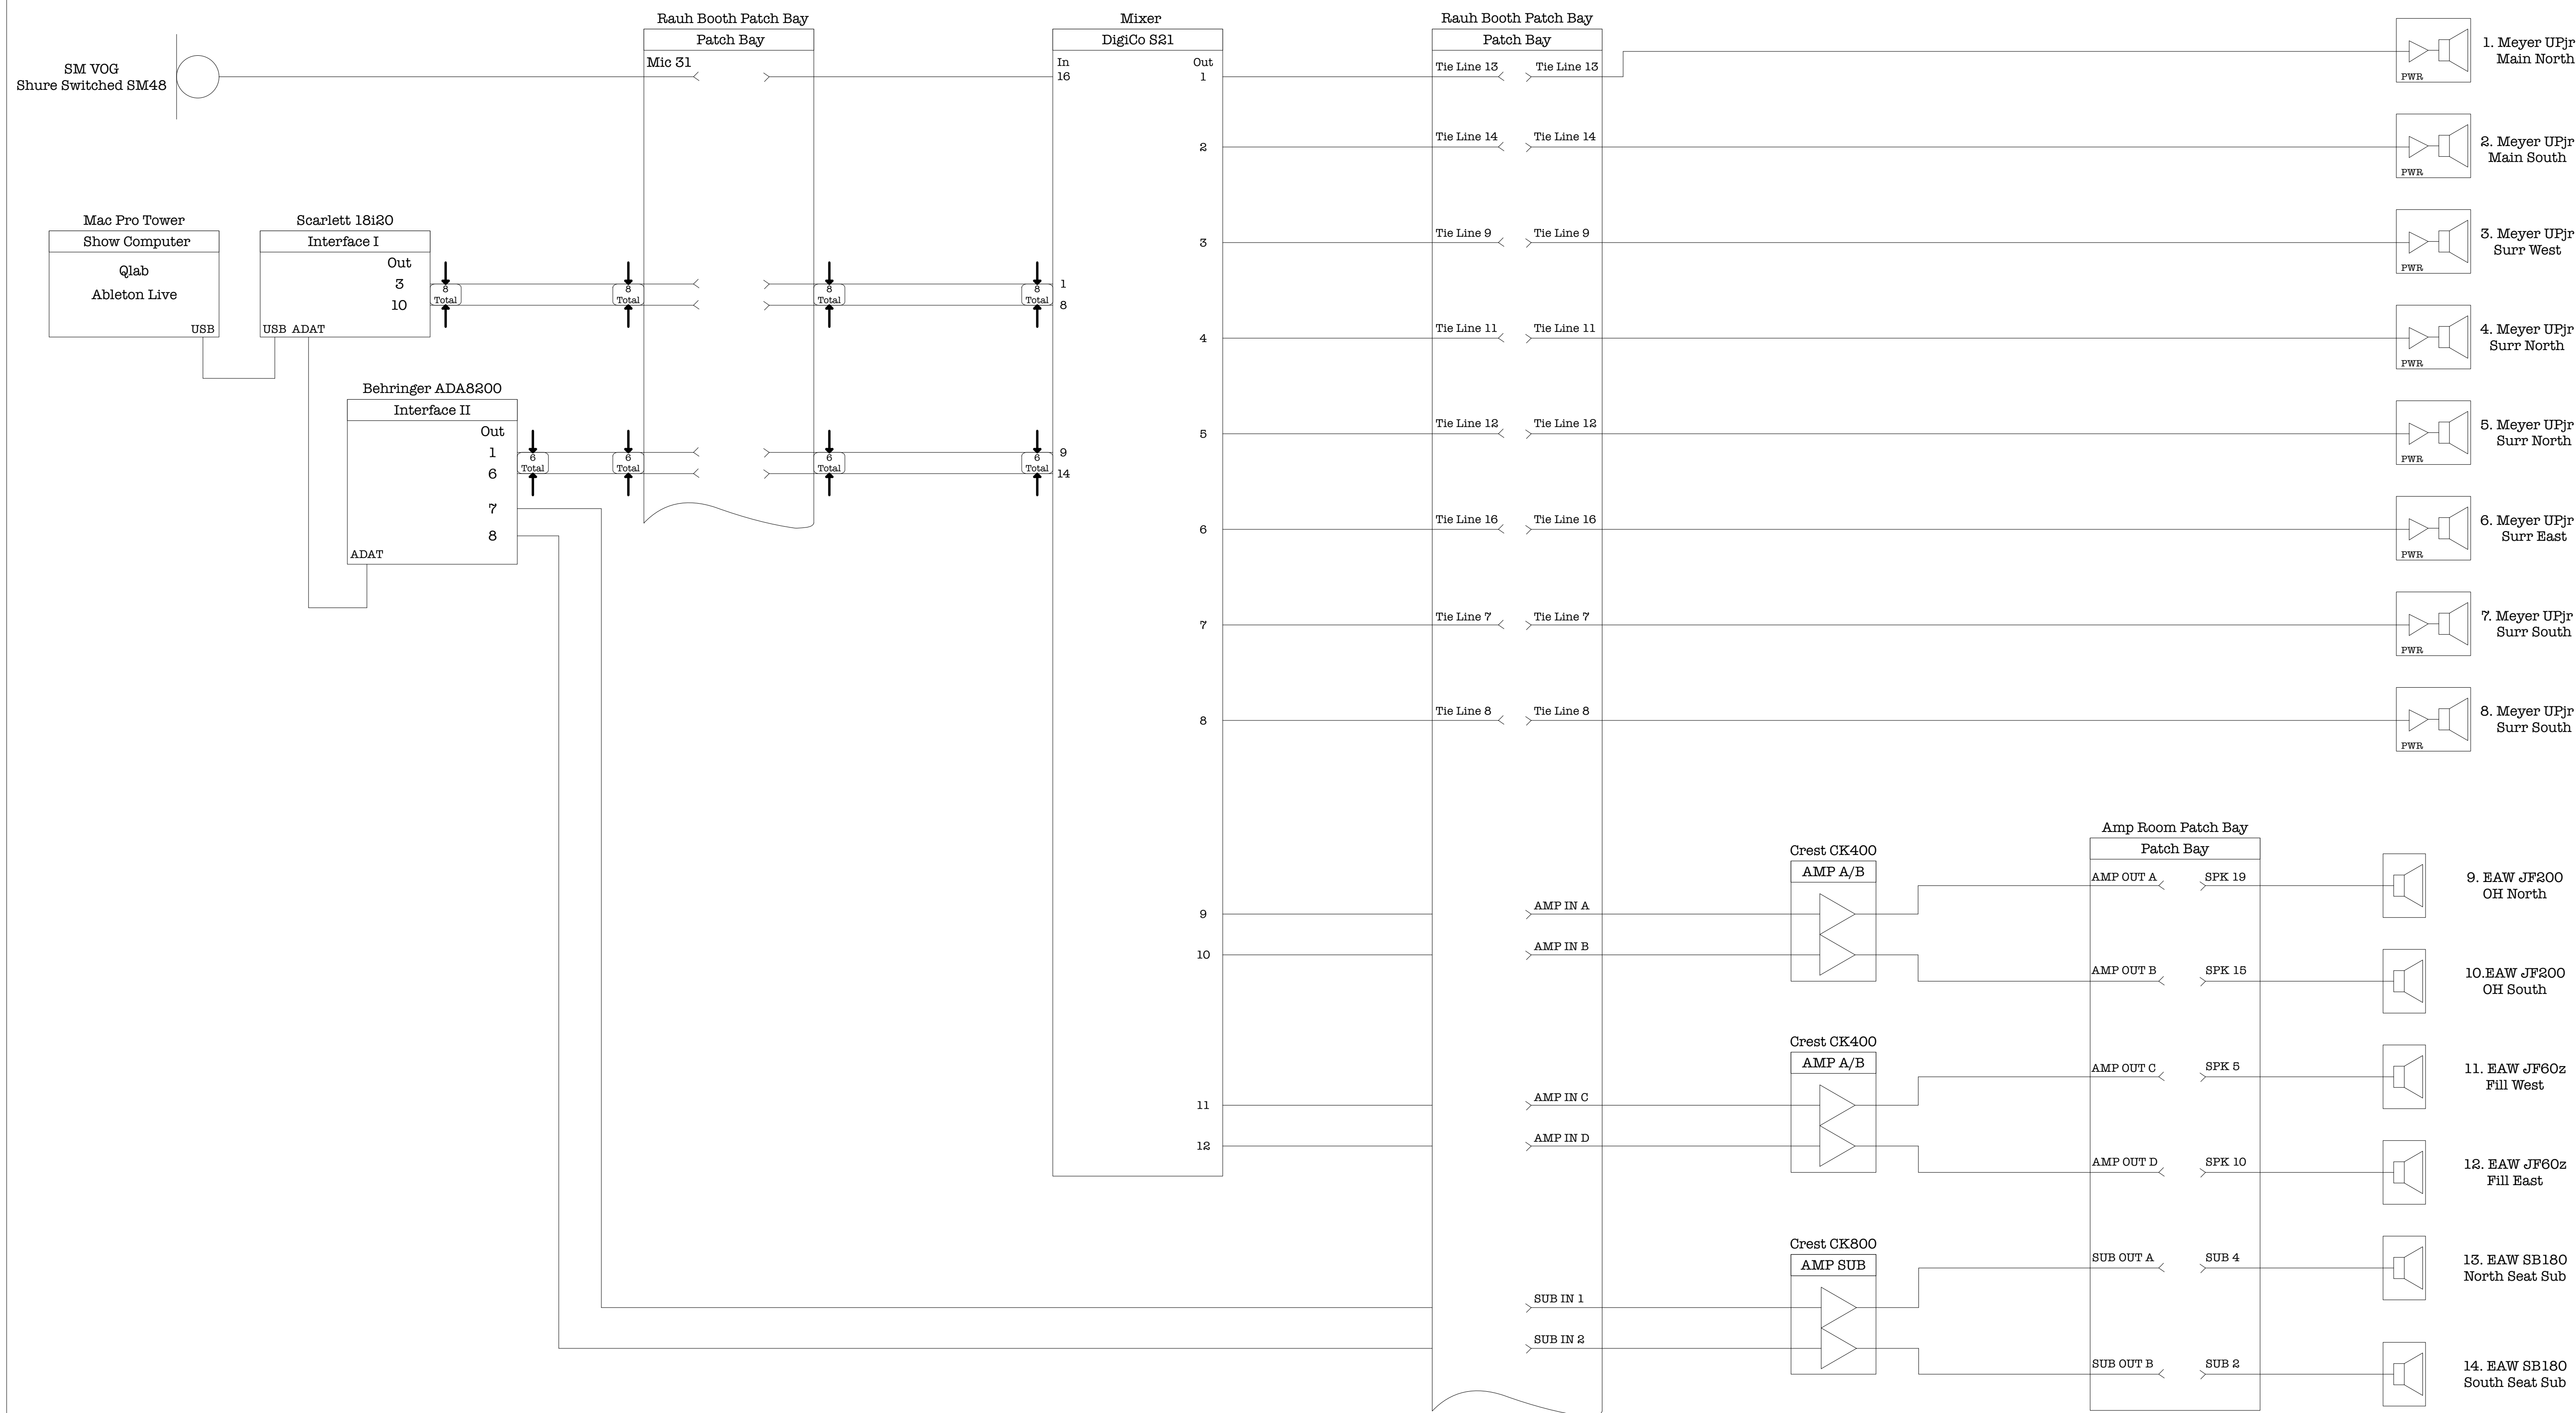 SM VOG
Shure Switched SM48
Mac Pro Tower
Show Computer
Qlab
Ableton Live
USB
Scarlett 18i20
Interface I
Out
3
10
USB ADAT
8
Total
8
Total
8
Total
8
Total
Behringer ADA8200
Interface II
Out
1
6
7
8
ADAT
6
Total
6
Total
6
Total
6
Total
Rauh Booth Patch Bay
Patch Bay
Mic 31
Mixer
DigiCo S21
In
16
1
8
9
14
Out
1
2
3
4
5
6
7
8
9
10
11
12
Rauh Booth Patch Bay
Patch Bay
Tie Line 13 Tie Line 13
Tie Line 14 Tie Line 14
Tie Line 9 Tie Line 9
Tie Line 11 Tie Line 11
Tie Line 12 Tie Line 12
Tie Line 16 Tie Line 16
Tie Line 7 Tie Line 7
Tie Line 8 Tie Line 8
AMP IN A
AMP IN B
AMP IN C
AMP IN D
SUB IN 1
SUB IN 2
Crest CK400
AMP A/B
Crest CK400
AMP A/B
Crest CK800
AMP SUB
Amp Room Patch Bay
Patch Bay
AMP OUT A SPK 19
AMP OUT B SPK 15
AMP OUT C SPK 5
AMP OUT D SPK 10
SUB OUT A SUB 4
SUB OUT B SUB 2
PWR
1. Meyer UPjr
Main North
PWR
2. Meyer UPjr
Main South
PWR
3. Meyer UPjr
Surr West
PWR
4. Meyer UPjr
Surr North
PWR
5. Meyer UPjr
Surr North
PWR
6. Meyer UPjr
Surr East
PWR
7. Meyer UPjr
Surr South
PWR
8. Meyer UPjr
Surr South
PWR
9. EAW JF200
OH North
10.EAW JF200
OH South
11. EAW JF60z
Fill West
12. EAW JF60z
Fill East
13. EAW SB180
North Seat Sub
14. EAW SB180
South Seat Sub